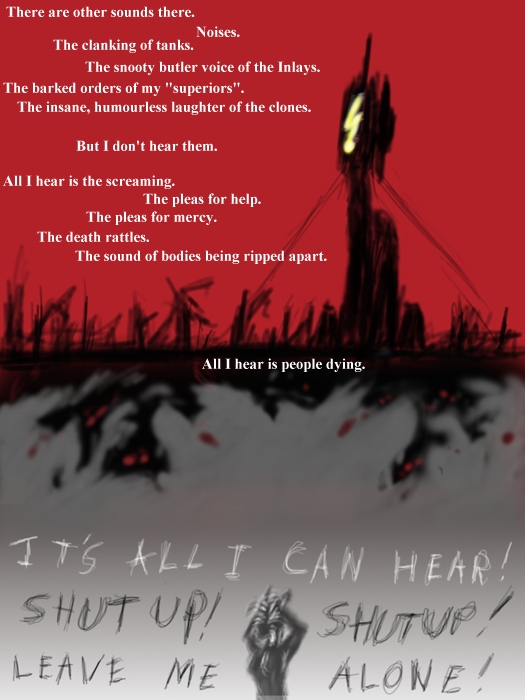 There are other sounds there.
Noises.
The clanking of tanks.
The snooty butler voice of the Inlays.
The barked orders of my "superiors".
The insane, humourless laughter of the clones.
But I don't hear them.
All I hear is the screaming.
The pleas for help.
The pleas for mercy.
The death rattles.
The sound of bodies being ripped apart.
All I hear is people dying.
IT'S ALL I CAN HEAR!
SHUT UP! SHUT UP!
LEAVE ME ALONE!